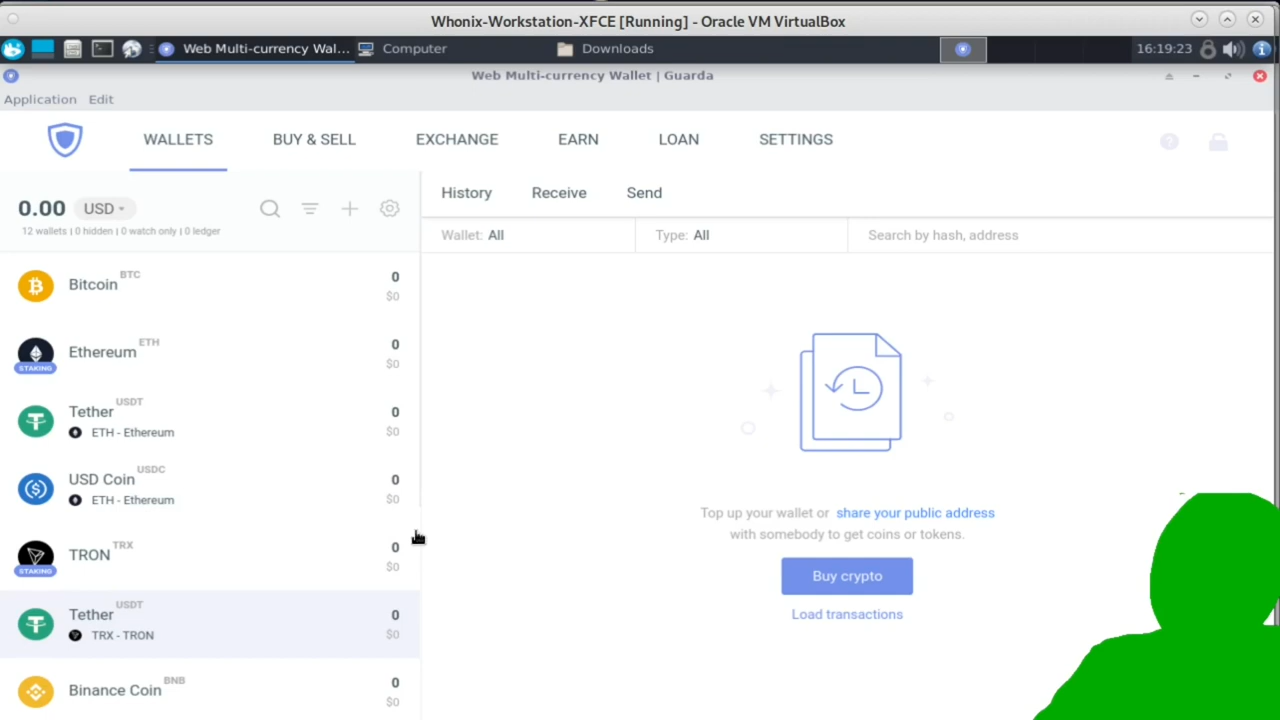 Whonix-Workstation-XFCE [Running] - Oracle VM VirtualBox
Web Multi-currency Wal... Computer Downloads 16:19:23
Web Multi-currency Wallet | Guarda
Application Edit
WALLETS BUY & SELL EXCHANGE EARN LOAN SETTINGS
History Receive Send
0.00 USD
12 wallets | 0 hidden | 0 watch only | 0 ledger
Wallet: All Type: All Search by hash, address
Bitcoin BTC 0
$0
Ethereum ETH 0
STAKING $0
Tether USDT 0
ETH - Ethereum $0
USD Coin USDC 0
ETH - Ethereum $0
TRON TRX 0
STAKING $0
Tether USDT 0
TRX - TRON $0
Binance Coin BNB 0
$0
Top up your wallet or share your public address
with somebody to get coins or tokens.
Buy crypto
Load transactions